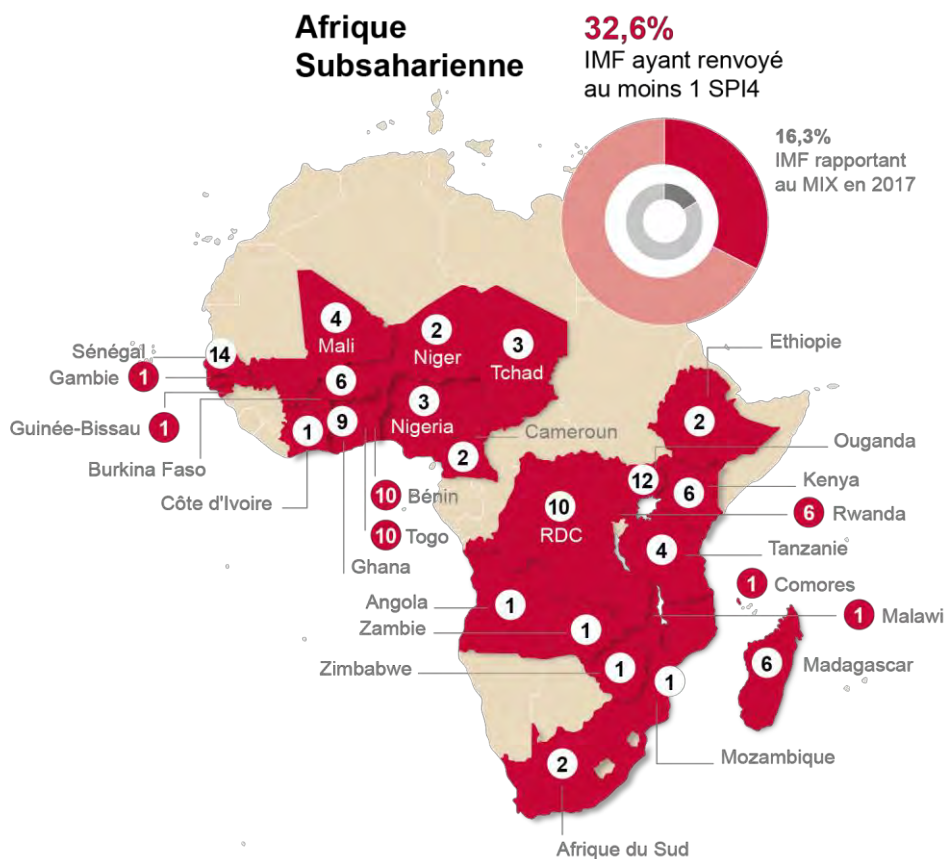 Afrique
Subsaharienne
32,6%
IMF ayant renvoyé
au moins 1 SPI4
16,3%
IMF rapportant
au MIX en 2017
4
Mali
2
Niger
3
Tchad
Sénégal
14
Gambie 1
6
Guinée-Bissau 1
Burkina Faso
1
9
3
Nigeria
Côte d'Ivoire
Cameroun
2
Ethiopie
2
Ouganda
12
Kenya
6
10 Bénin
10 Togo
Ghana
10
RDC
6 Rwanda
4
Tanzanie
1
Comores
1 Malawi
Angola
1
Zambie
1
Zimbabwe
1
1
6
Madagascar
Mozambique
2
Afrique du Sud